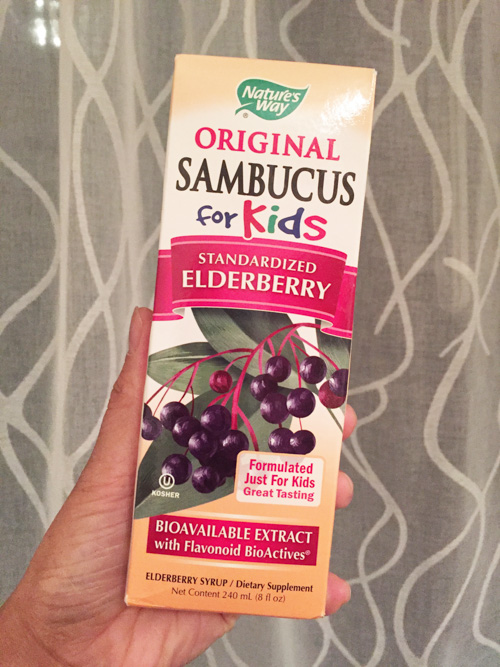 Nature's
Way
®
ORIGINAL
SAMBUCUS
for Kids
STANDARDIZED
ELDERBERRY
Formulated
Just For Kids
Great Tasting
U
KOSHER
BIOAVAILABLE EXTRACT
with Flavonoid BioActives®
ELDERBERRY SYRUP / Dietary Supplement
Net Content 240 mL (8 fl oz)